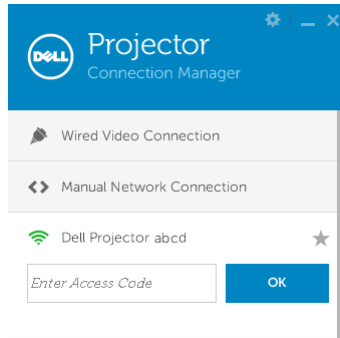 DELL
Projector
Connection Manager
Wired Video Connection
Manual Network Connection
Dell Projector abcd
Enter Access Code
OK